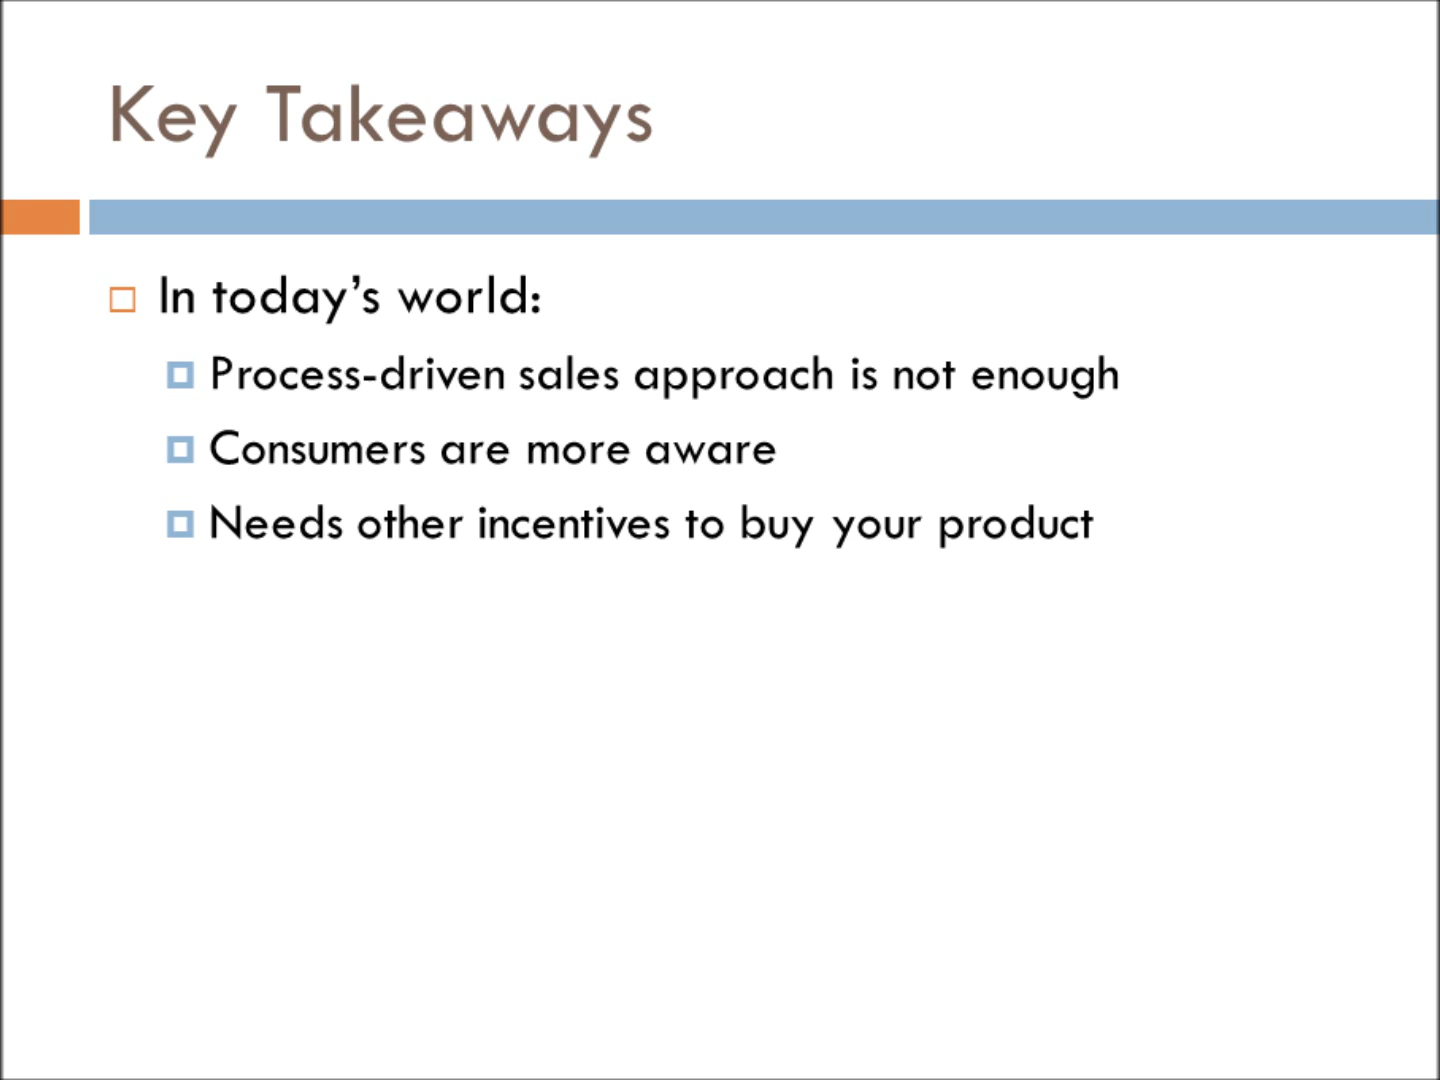 Key Takeaways
In today’s world:
Process-driven sales approach is not enough
Consumers are more aware
Needs other incentives to buy your product